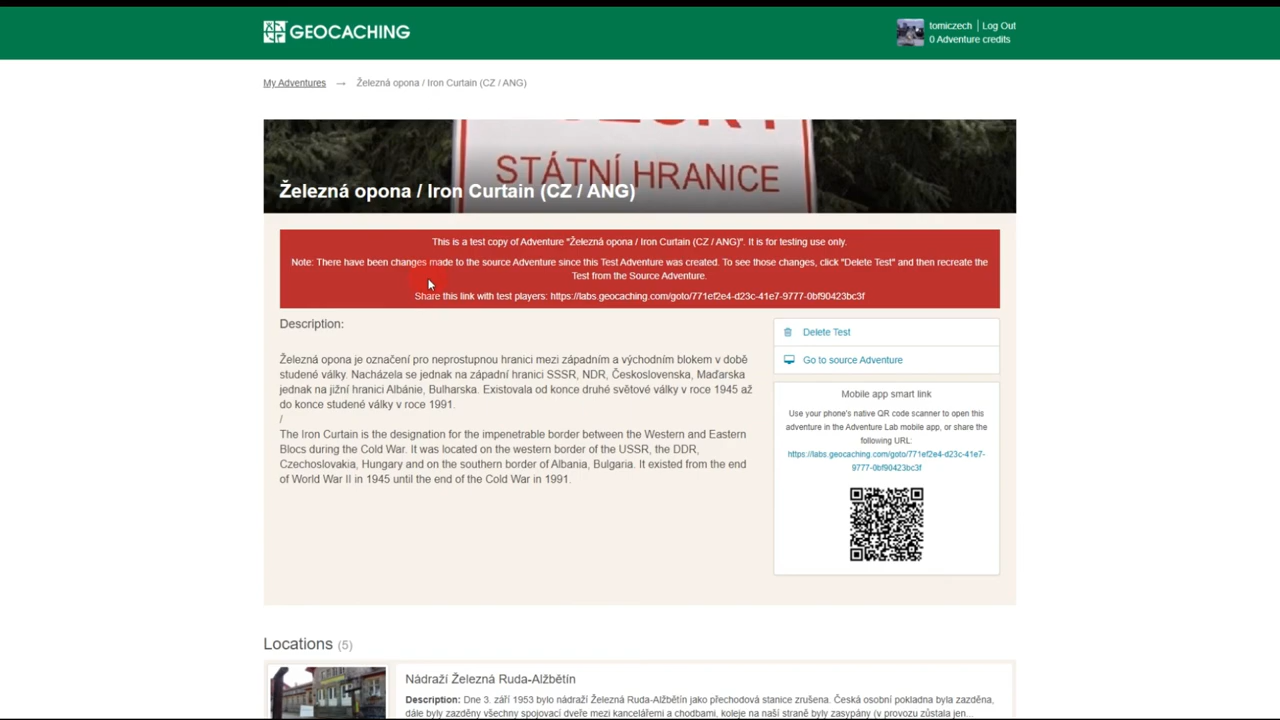 GEOCACHING
tomiczech | Log Out
0 Adventure credits
My Adventures → Železná opona / Iron Curtain (CZ / ANG)
STÁTNÍ HRANICE
Železná opona / Iron Curtain (CZ / ANG)
This is a test copy of Adventure "Železná opona / Iron Curtain (CZ / ANG)". It is for testing use only.
Note: There have been changes made to the source Adventure since this Test Adventure was created. To see those changes, click "Delete Test" and then recreate the
Test from the Source Adventure.
Share this link with test players: https://labs.geocaching.com/goto/771ef2e4-d23c-41e7-9777-0bf90423bc3f
Description:
Železná opona je označení pro neprostupnou hranici mezi západním a východním blokem v době
studené války. Nacházela se jednak na západní hranici SSSR, NDR, Československa, Maďarska
jednak na jižní hranici Albánie, Bulharska. Existovala od konce druhé světové války v roce 1945 až
do konce studené války v roce 1991.
/
The Iron Curtain is the designation for the impenetrable border between the Western and Eastern
Blocs during the Cold War. It was located on the western border of the USSR, the DDR,
Czechoslovakia, Hungary and on the southern border of Albania, Bulgaria. It existed from the end
of World War II in 1945 until the end of the Cold War in 1991.
Delete Test
Go to source Adventure
Mobile app smart link
Use your phone's native QR code scanner to open this
adventure in the Adventure Lab mobile app, or share the
following URL:
https://labs.geocaching.com/goto/771ef2e4-d23c-41e7-
9777-0bf90423bc3f
Locations (5)
Nádraží Železná Ruda-Alžbětín
Description: Dne 3. září 1953 bylo nádraží Železná Ruda-Alžbětín jako přechodová stanice zrušena. Česká osobní pokladna byla zazděna,
dále byly zazděny všechny spojovací dveře mezi kancelářemi a chodbami, koleje na naší straně byly zasypány (v provozu zůstala jen...